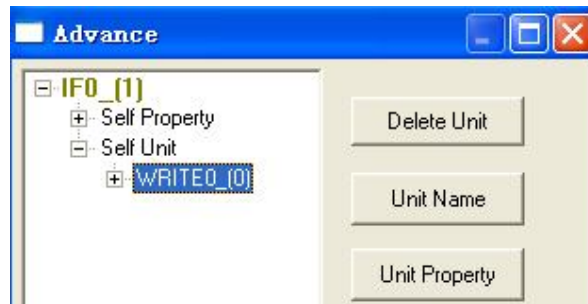 Advance
IF0_(1)
Self Property
Self Unit
WRITE0_(0)
Delete Unit
Unit Name
Unit Property